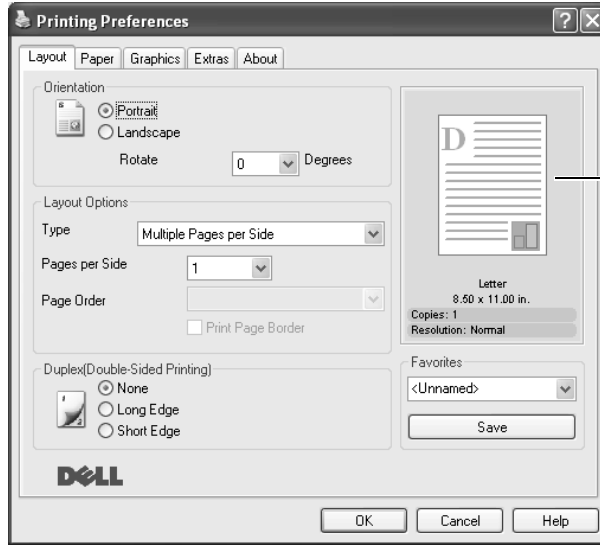 Printing Preferences
Layout Paper Graphics Extras About
Orientation
Portrait
Landscape
Rotate 0 Degrees
Layout Options
Type Multiple Pages per Side
Pages per Side 1
Page Order
Print Page Border
Duplex(Double-Sided Printing)
None
Long Edge
Short Edge
DELL
D
Letter
8.50 x 11.00 in.
Copies: 1
Resolution: Normal
Favorites
<Unnamed>
Save
OK Cancel Help